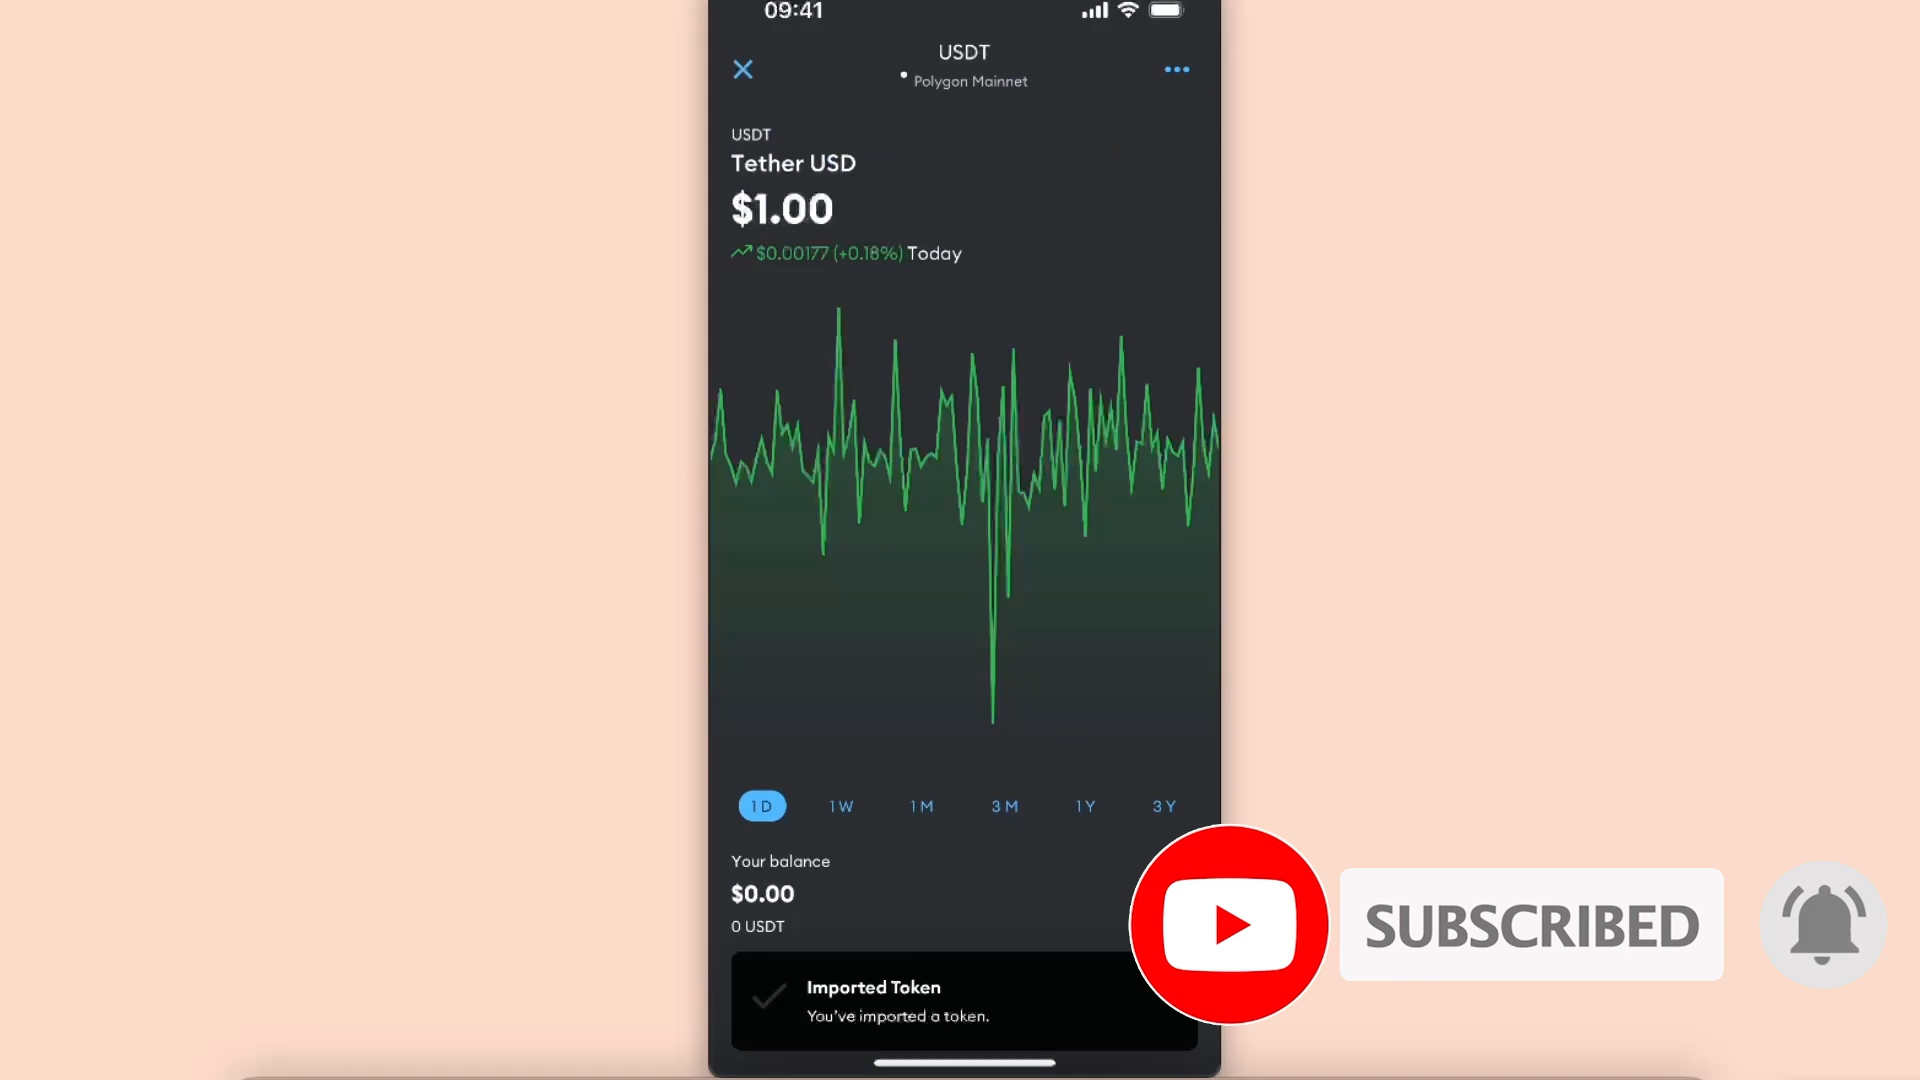 09:41
USDT
Polygon Mainnet
USDT
Tether USD
$1.00
$0.00177 (+0.18%) Today
1D 1W 1M 3M 1Y 3Y
Your balance
$0.00
0 USDT
Imported Token
You've imported a token.
SUBSCRIBED